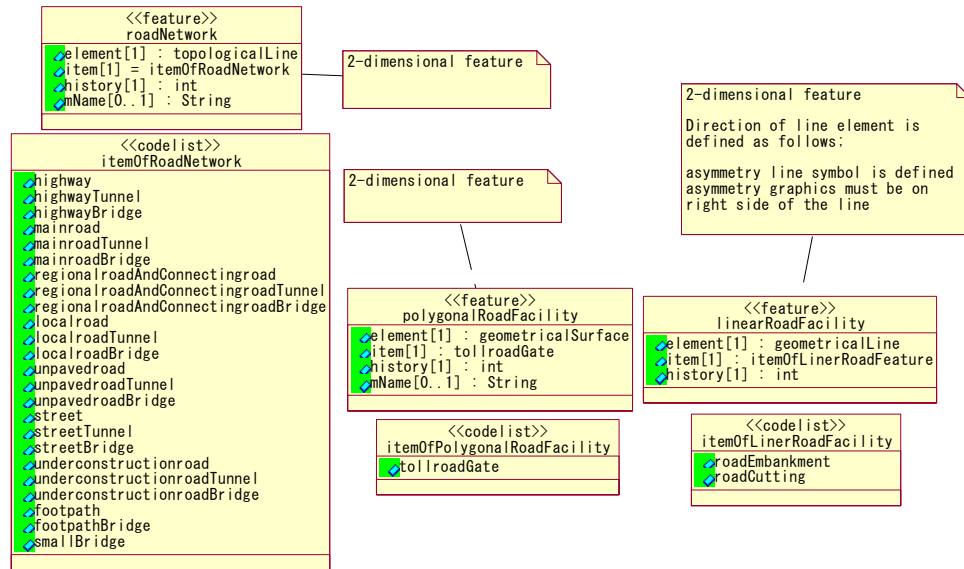 <<feature>>
roadNetwork
element[1] : topologicalLine
item[1] = itemOfRoadNetwork
history[1] : int
mName[0..1] : String
2-dimensional feature
<<codelist>>
itemOfRoadNetwork
highway
highwayTunnel
highwayBridge
mainroad
mainroadTunnel
mainroadBridge
regionalroadAndConnectingroad
regionalroadAndConnectingroadTunnel
regionalroadAndConnectingroadBridge
localroad
localroadTunnel
localroadBridge
unpavedroad
unpavedroadTunnel
unpavedroadBridge
street
streetTunnel
streetBridge
underconstructionroad
underconstructionroadTunnel
underconstructionroadBridge
footpath
footpathBridge
smallBridge
2-dimensional feature
<<feature>>
polygonalRoadFacility
element[1] : geometricalSurface
item[1] : tollroadGate
history[1] : int
mName[0..1] : String
<<codelist>>
itemOfPolygonalRoadFacility
tollroadGate
2-dimensional feature
Direction of line element is
defined as follows;
asymmetry line symbol is defined
asymmetry graphics must be on
right side of the line
<<feature>>
linearRoadFacility
element[1] : geometricalLine
item[1] : itemOfLinerRoadFeature
history[1] : int
<<codelist>>
itemOfLinerRoadFacility
roadEmbankment
roadCutting